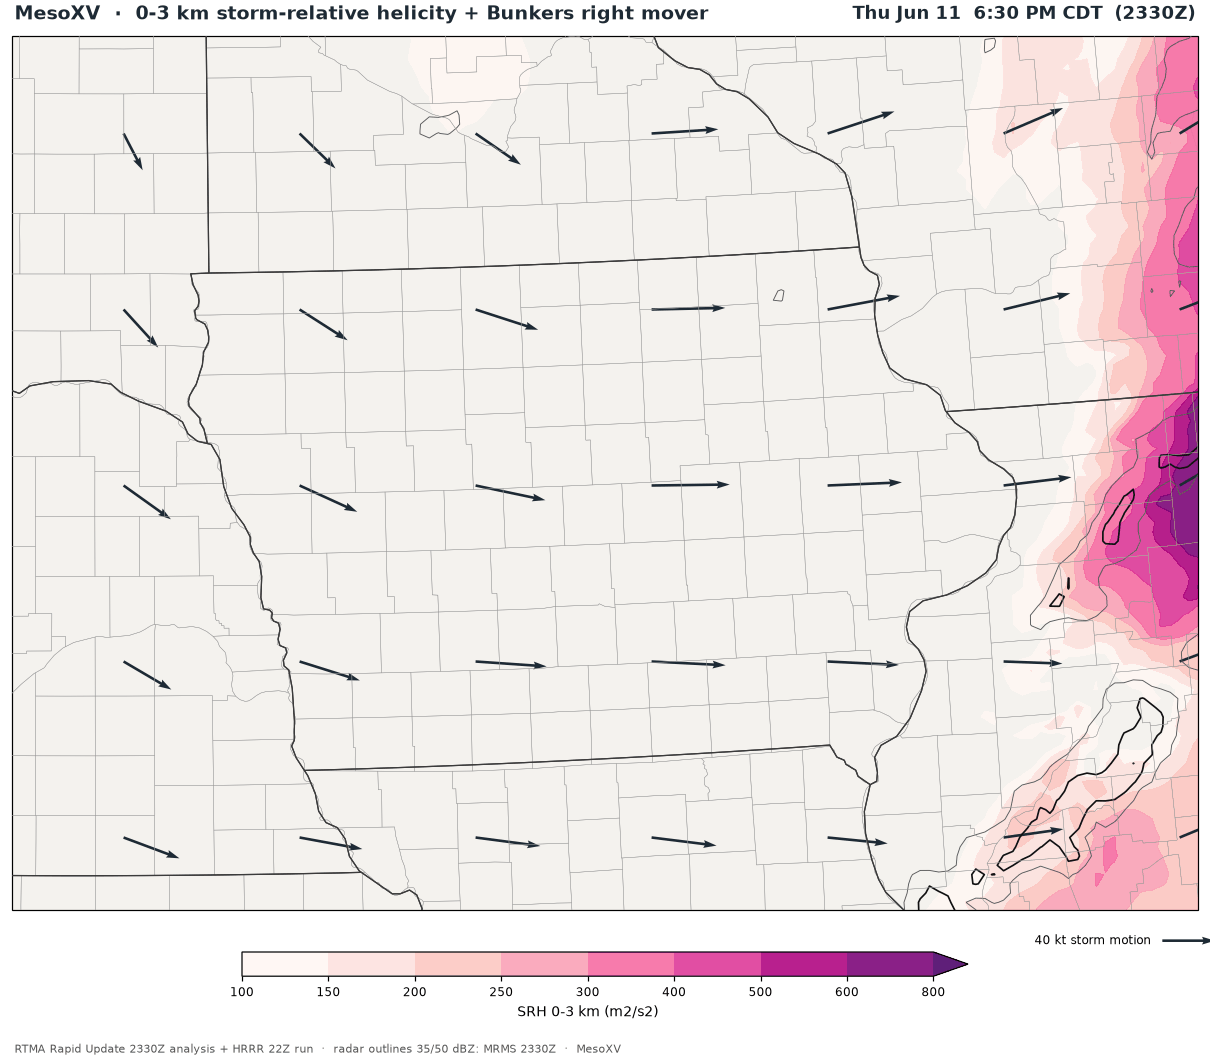 MesoXV · 0-3 km storm-relative helicity + Bunkers right mover
Thu Jun 11 6:30 PM CDT (2330Z)
40 kt storm motion
100 150 200 250 300 400 500 600 800
SRH 0-3 km (m2/s2)
RTMA Rapid Update 2330Z analysis + HRRR 22Z run · radar outlines 35/50 dBZ: MRMS 2330Z · MesoXV